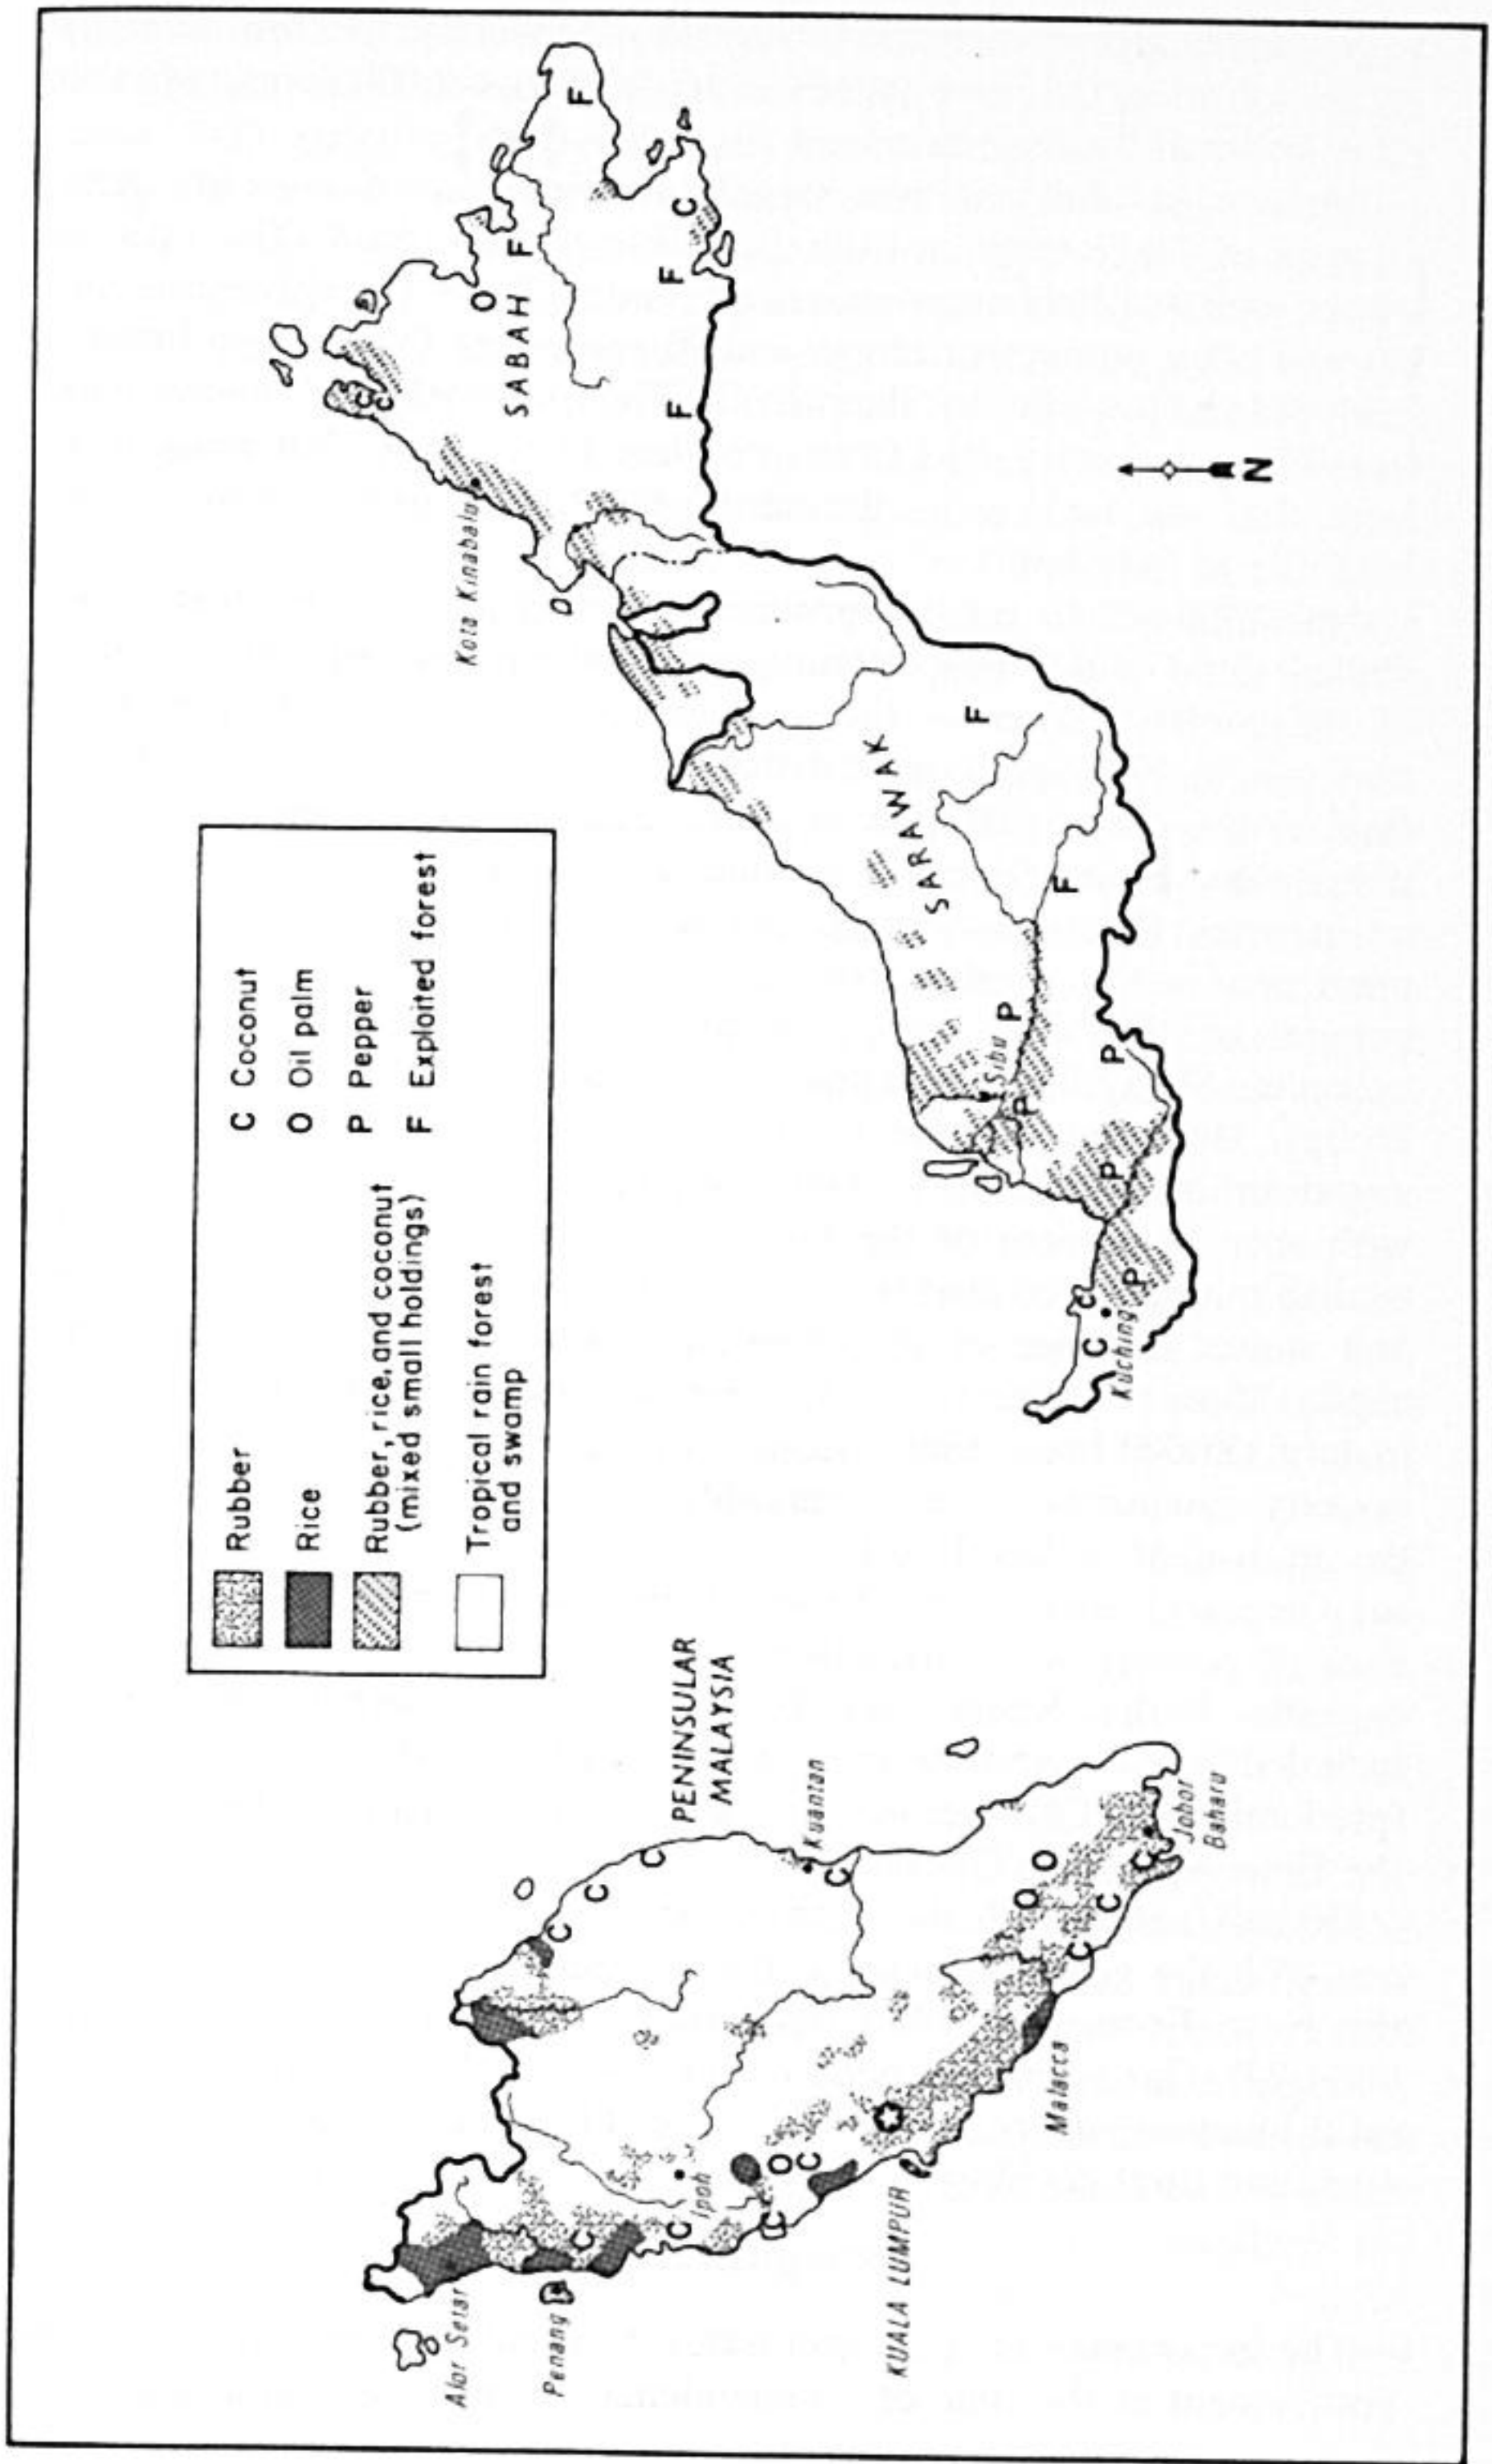 Rubber
Rice
Rubber, rice, and coconut
(mixed small holdings)
Tropical rain forest
and swamp
C Coconut
O Oil palm
P Pepper
F Exploited forest
PENINSULAR
MALAYSIA
Alor Setar
Penang
Ipoh
KUALA LUMPUR
Malacca
Kuantan
Johor
Baharu
C
C
C
C
C
C
C
C
C
C
C
O
O
O
SABAH
Kota Kinabalu
C
C
C
O
F
F
F
F
SARAWAK
Sibu
Kuching
F
F
P
P
P
P
P
C
C
N